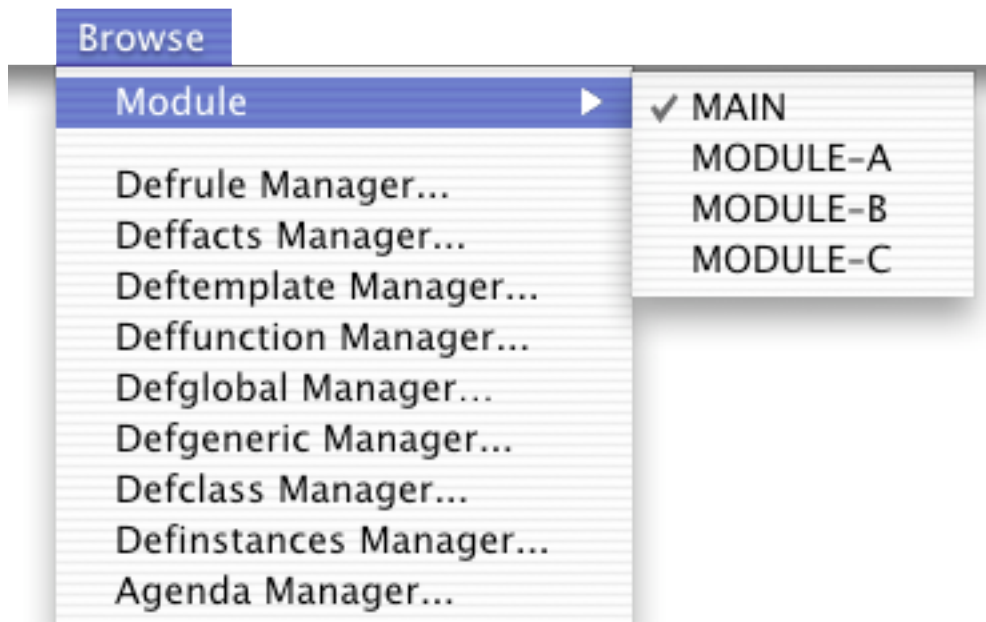 Browse
Module
MAIN
MODULE-A
MODULE-B
MODULE-C
Defrule Manager...
Deffacts Manager...
Deftemplate Manager...
Deffunction Manager...
Defglobal Manager...
Defgeneric Manager...
Defclass Manager...
Definstances Manager...
Agenda Manager...